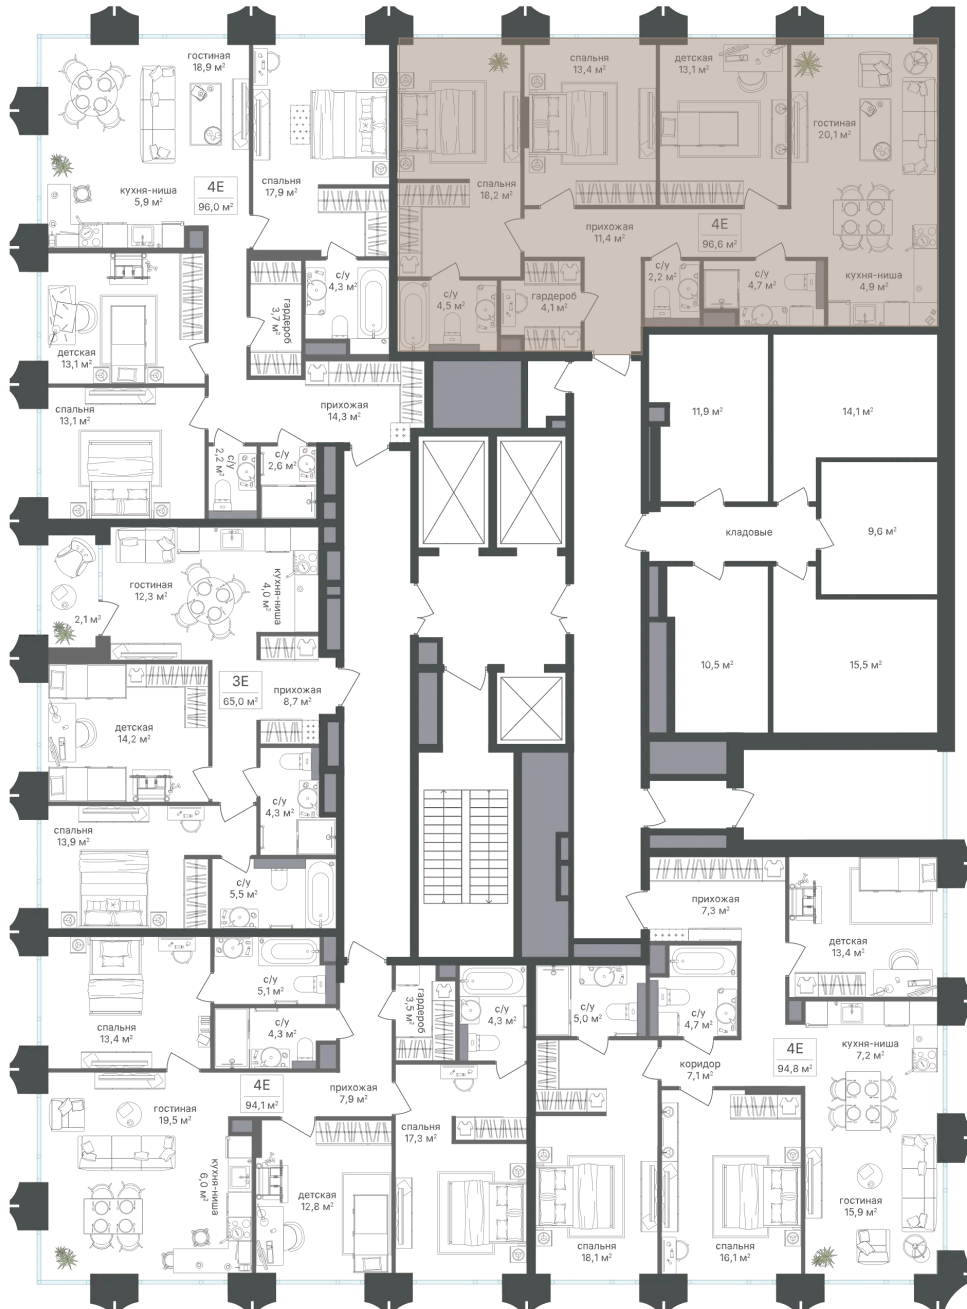 гостиная
18,9 м²
спальня
17,9 м²
кухня-ниша
5,9 м²
4Е
96,0 м²
с/у
4,3 м²
гардероб
3,7 м²
детская
13,1 м²
спальня
13,1 м²
прихожая
14,3 м²
с/у
2,2 м²
с/у
2,6 м²
спальня
18,2 м²
спальня
13,4 м²
детская
13,1 м²
гостиная
20,1 м²
прихожая
11,4 м²
4Е
96,6 м²
с/у
4,5 м²
гардероб
4,1 м²
с/у
2,2 м²
с/у
4,7 м²
кухня-ниша
4,9 м²
11,9 м²
14,1 м²
кладовые
9,6 м²
10,5 м²
15,5 м²
гостиная
12,3 м²
кухня-ниша
4,0 м²
2,1 м²
3Е
65,0 м²
прихожая
8,7 м²
детская
14,2 м²
с/у
4,3 м²
спальня
13,9 м²
с/у
5,5 м²
с/у
5,1 м²
спальня
13,4 м²
с/у
4,3 м²
гардероб
3,5 м²
с/у
4,3 м²
4Е
94,1 м²
прихожая
7,9 м²
гостиная
19,5 м²
кухня-ниша
6,0 м²
детская
12,8 м²
спальня
17,3 м²
прихожая
7,3 м²
детская
13,4 м²
с/у
5,0 м²
с/у
4,7 м²
коридор
7,1 м²
4Е
94,8 м²
кухня-ниша
7,2 м²
гостиная
15,9 м²
спальня
18,1 м²
спальня
16,1 м²